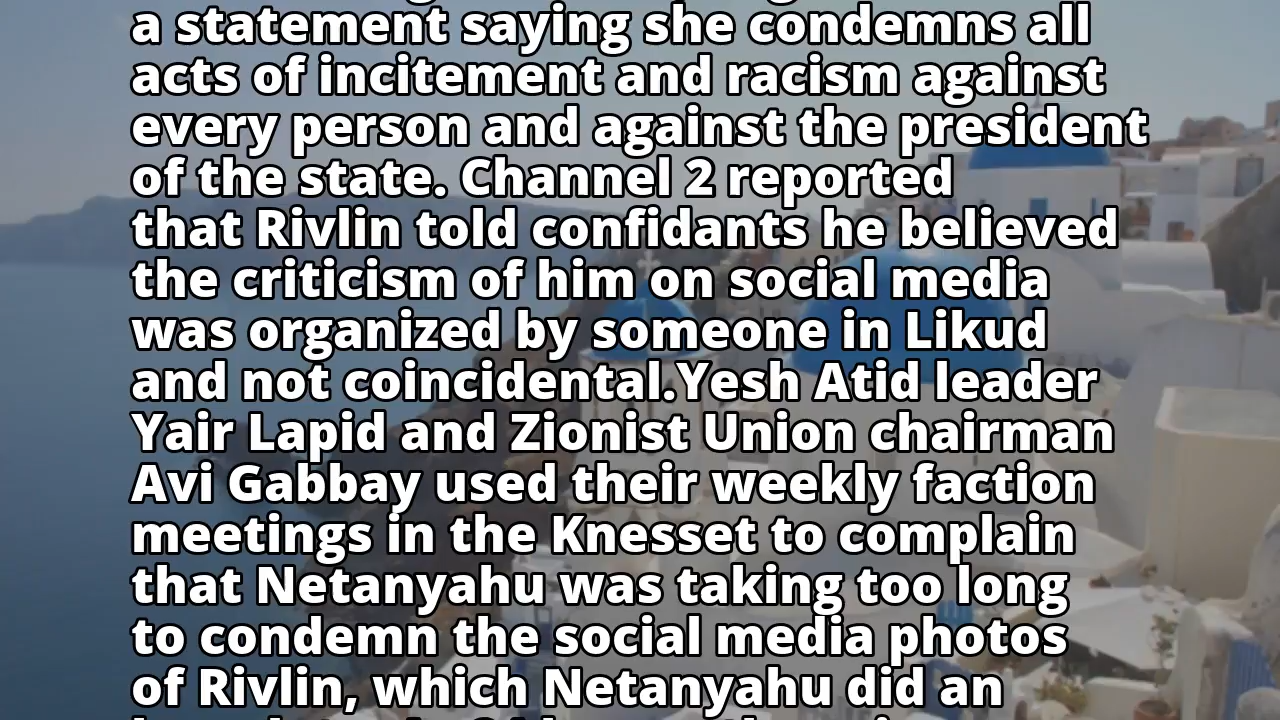 a statement saying she condemns all
acts of incitement and racism against
every person and against the president
of the state. Channel 2 reported
that Rivlin told confidants he believed
the criticism of him on social media
was organized by someone in Likud
and not coincidental.Yesh Atid leader
Yair Lapid and Zionist Union chairman
Avi Gabbay used their weekly faction
meetings in the Knesset to complain
that Netanyahu was taking too long
to condemn the social media photos
of Rivlin, which Netanyahu did an